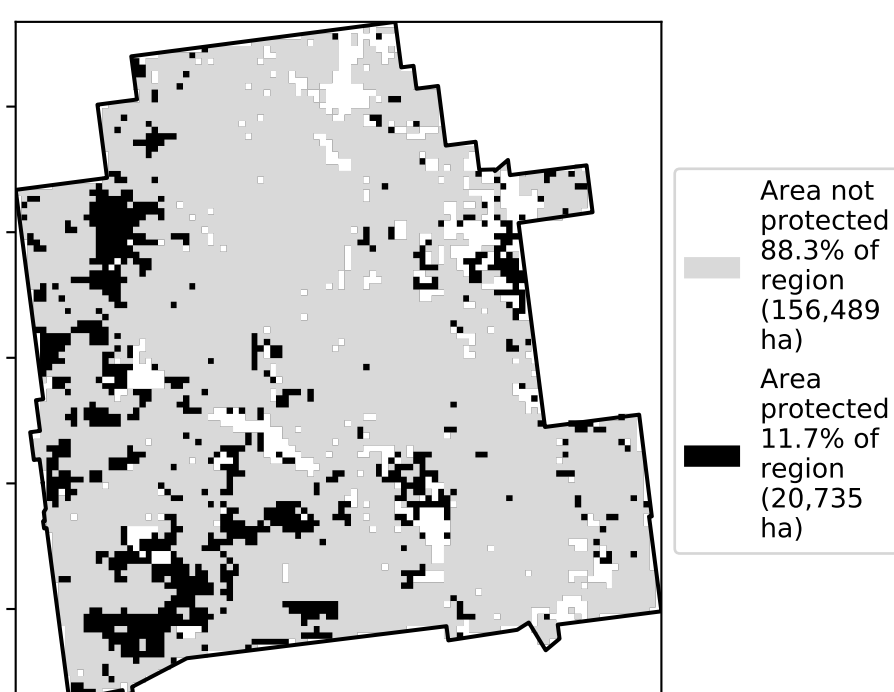 Area not
protected
88.3% of
region
(156,489
ha)
Area
protected
11.7% of
region
(20,735
ha)